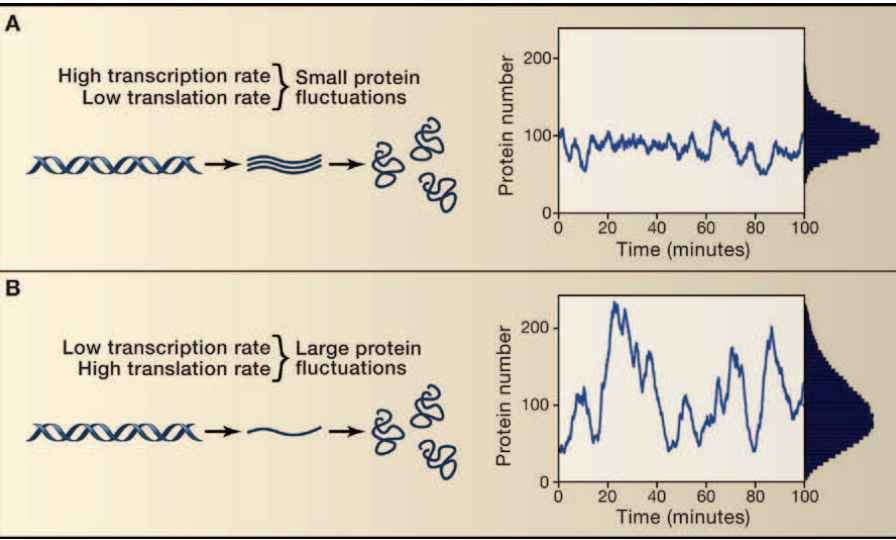 A
High transcription rate
Low translation rate
} Small protein
fluctuations
Protein number
200
100
0
0 20 40 60 80 100
Time (minutes)
B
Low transcription rate
High translation rate
} Large protein
fluctuations
Protein number
200
100
0
0 20 40 60 80 100
Time (minutes)